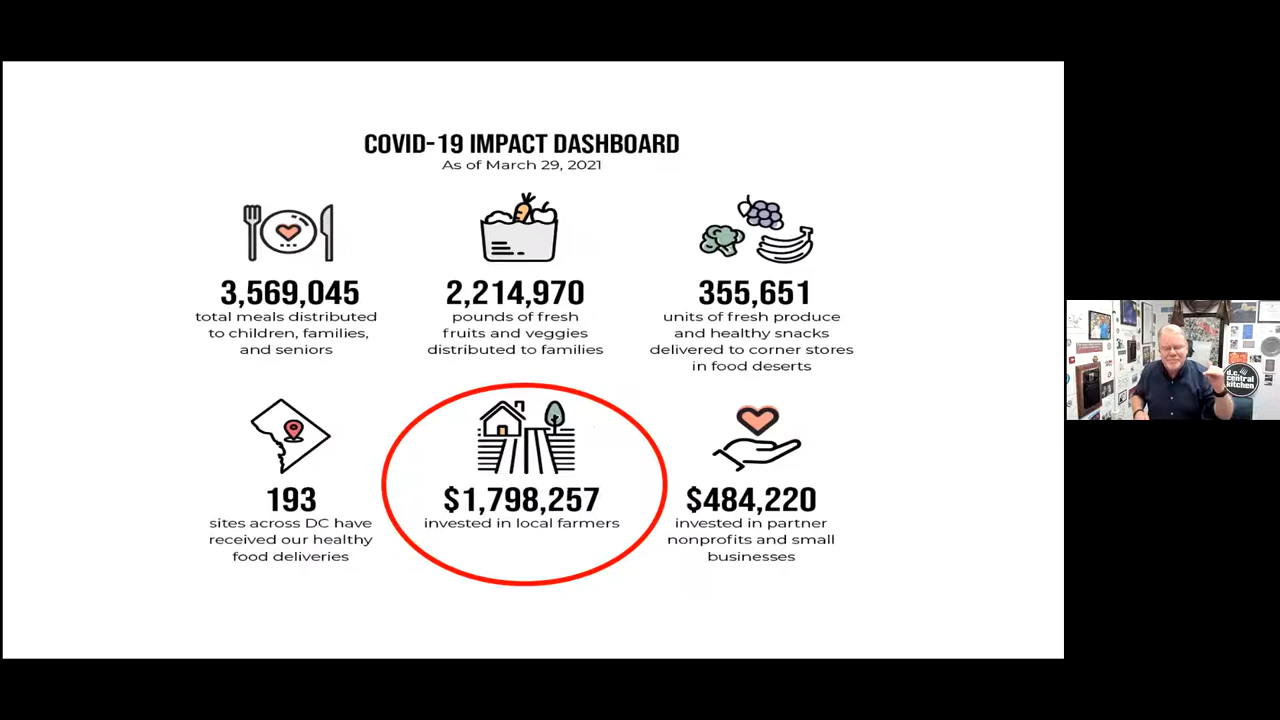 COVID-19 IMPACT DASHBOARD
As of March 29, 2021
3,569,045
total meals distributed
to children, families,
and seniors
2,214,970
pounds of fresh
fruits and veggies
distributed to families
355,651
units of fresh produce
and healthy snacks
delivered to corner stores
in food deserts
193
sites across DC have
received our healthy
food deliveries
$1,798,257
invested in local farmers
$484,220
invested in partner
nonprofits and small
businesses
d.c.
central
kitchen